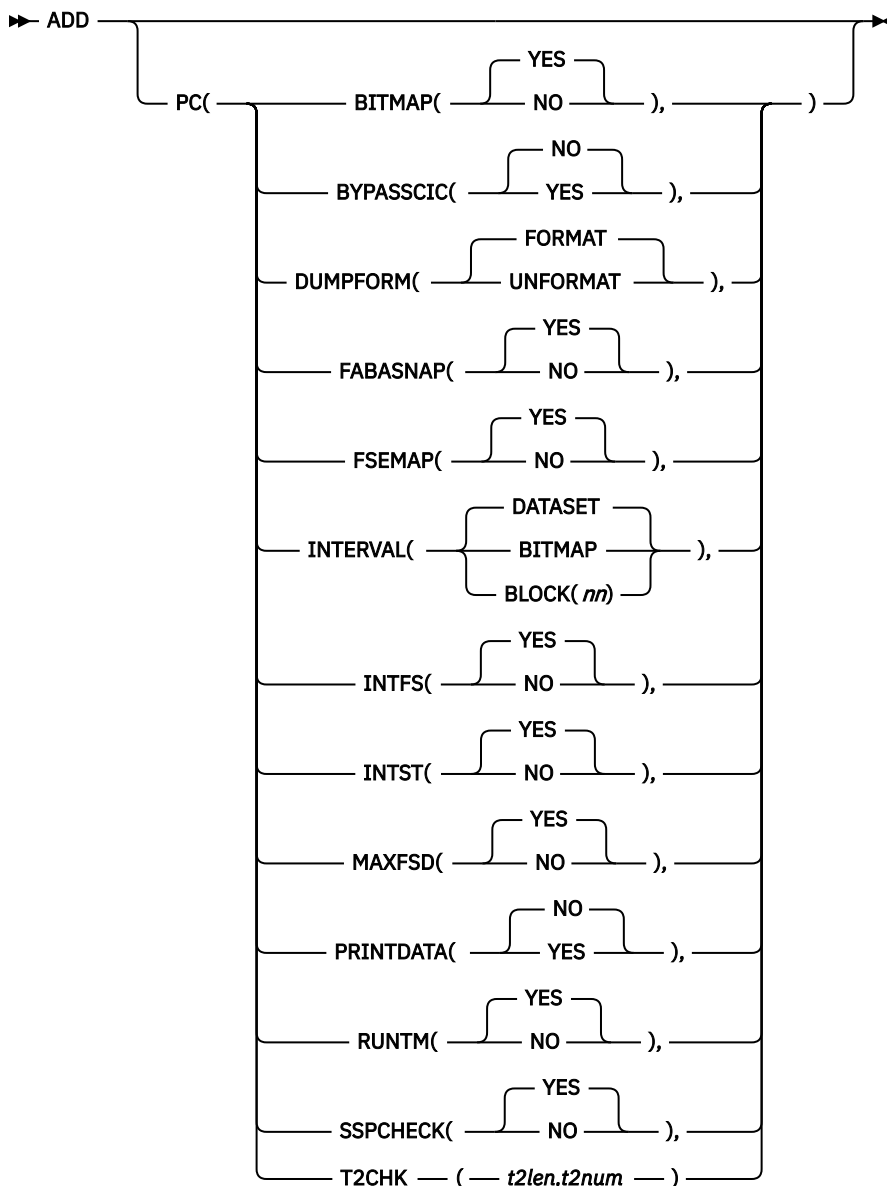 ADD
YES
PC( BITMAP( NO ), )
NO
BYPASSCIC( YES ),
FORMAT
DUMPFORM( UNFORMAT ),
YES
FABASNAP( NO ),
YES
FSEMAP( NO ),
DATASET
INTERVAL( BITMAP ),
BLOCK( nn)
YES
INTFS( NO ),
YES
INTST( NO ),
YES
MAXFSD( NO ),
NO
PRINTDATA( YES ),
YES
RUNTM( NO ),
YES
SSPCHECK( NO ),
T2CHK ( t2len,t2num )